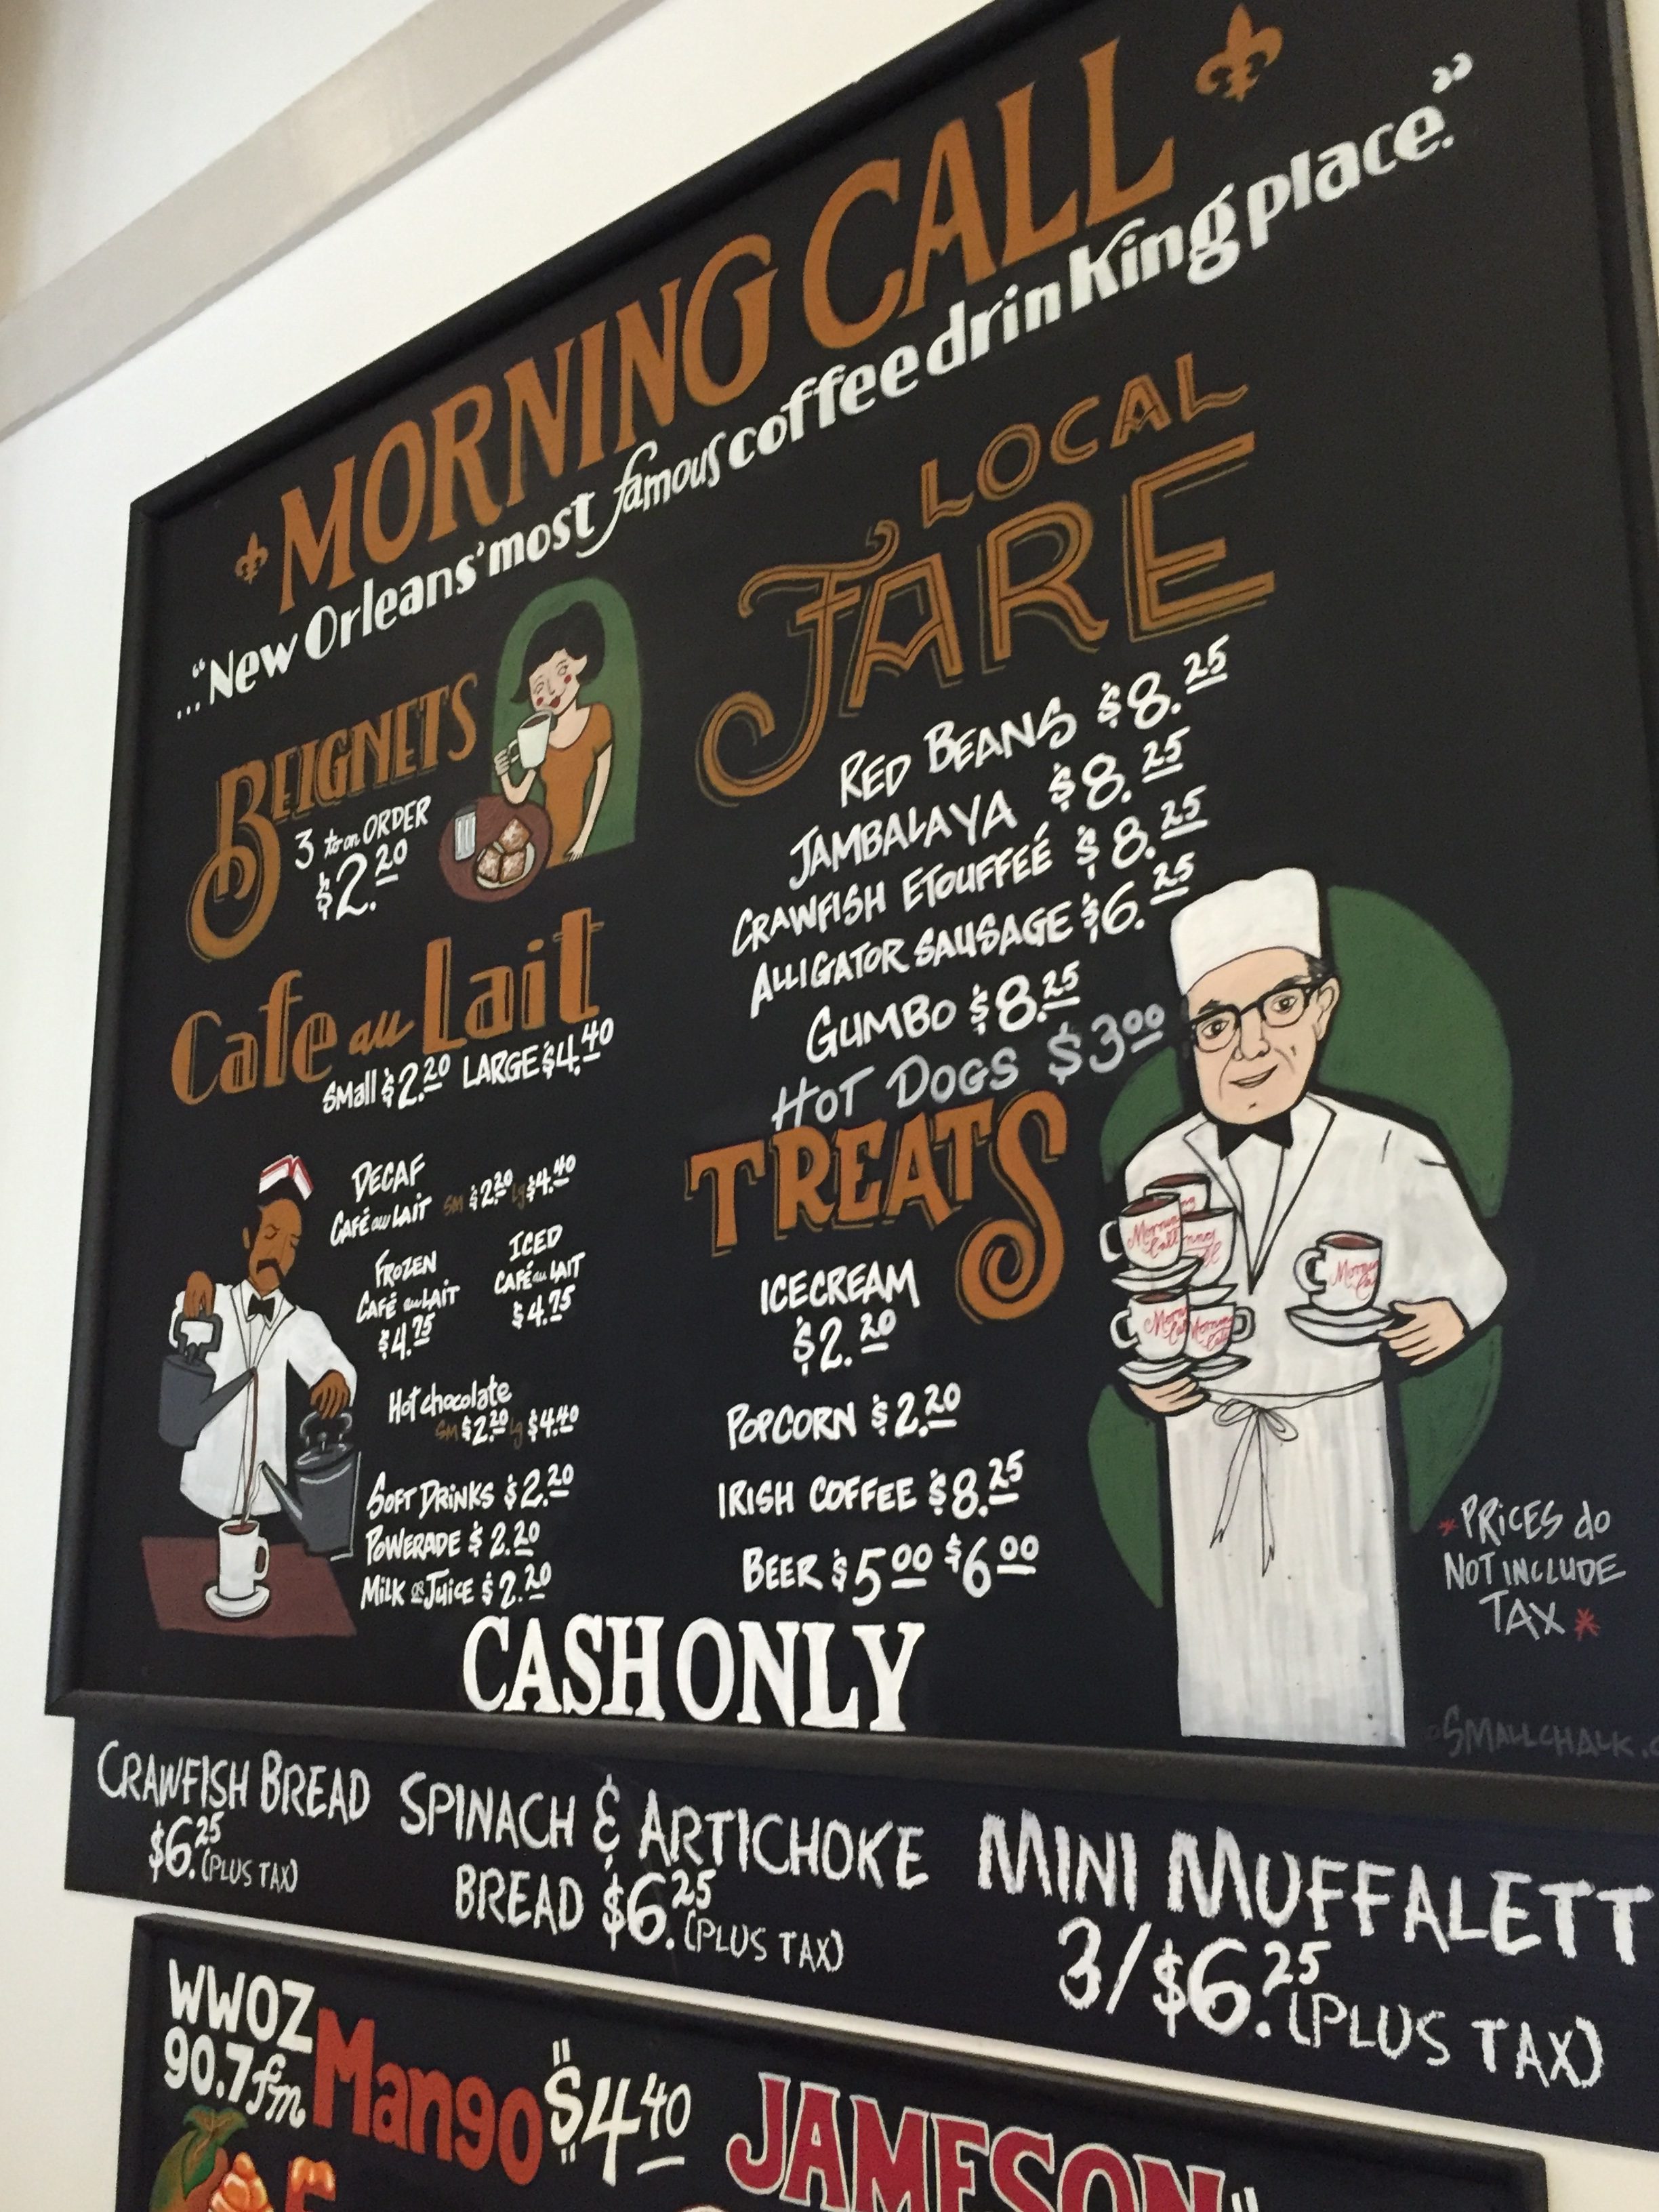 MORNING CALL
..."New Orleans' most famous coffee drinking place."
BEIGNETS
3 to an ORDER
$2.20
Cafe au Lait
Small $2.20 LARGE $4.40
DECAF
CAFÉ au LAIT SM $2.20 lg $4.40
FROZEN
CAFÉ au LAIT
$4.75
ICED
CAFÉ au LAIT
$4.75
Hot chocolate
SM $2.20 lg $4.40
SOFT DRINKS $2.20
POWERADE $2.20
MILK OR JUICE $2.20
LOCAL
FARE
RED BEANS $8.25
JAMBALAYA $8.25
CRAWFISH ETOUFFEÉ $8.25
ALLIGATOR SAUSAGE $6.25
GUMBO $8.25
HOT DOGS $3.00
TREATS
ICECREAM
$2.20
POPCORN $2.20
IRISH COFFEE $8.25
BEER $5.00 $6.00
Morning
Call
Morning
Call
*PRICES do
NOT INCLUDE
TAX*
CASH ONLY
SMALLCHALK.
CRAWFISH BREAD
$6.25 (PLUS TAX)
SPINACH & ARTICHOKE
BREAD $6.25 (PLUS TAX)
MINI MUFFALETT
3/$6.25 (PLUS TAX)
WWOZ
90.7fm
Mango $4.40
JAMESON